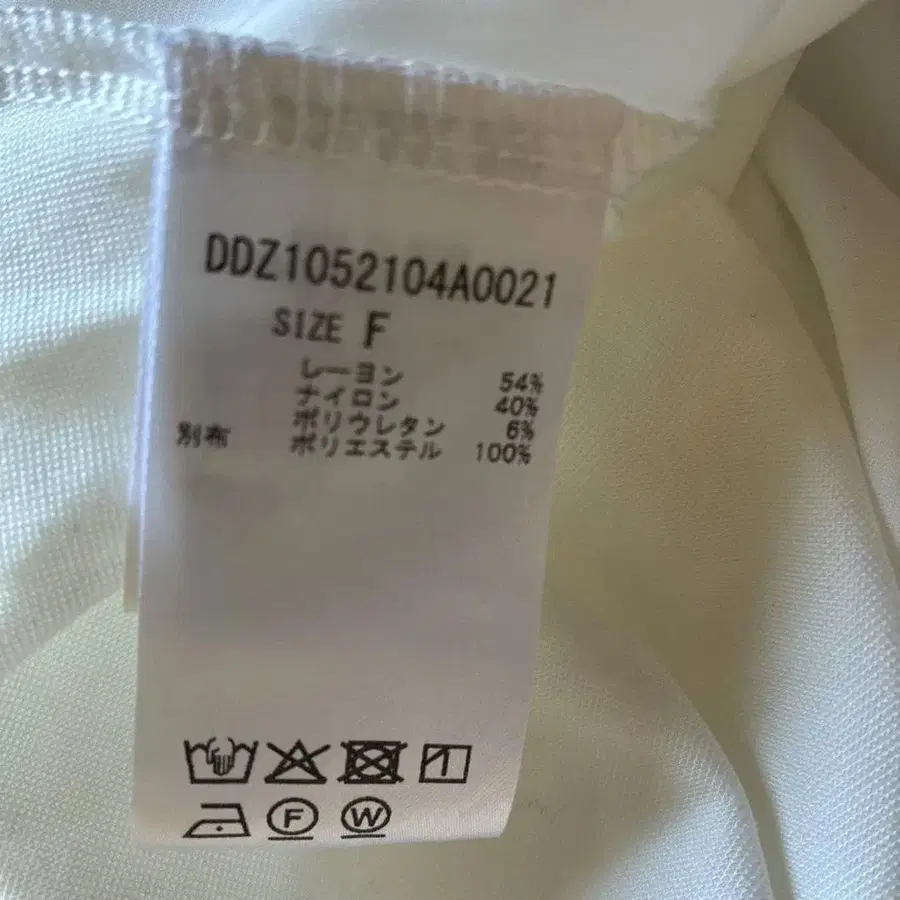 DDZ1052104A0021
SIZE F
レーヨン 54%
ナイロン 40%
ポリウレタン 6%
別布 ポリエステル 100%
F W